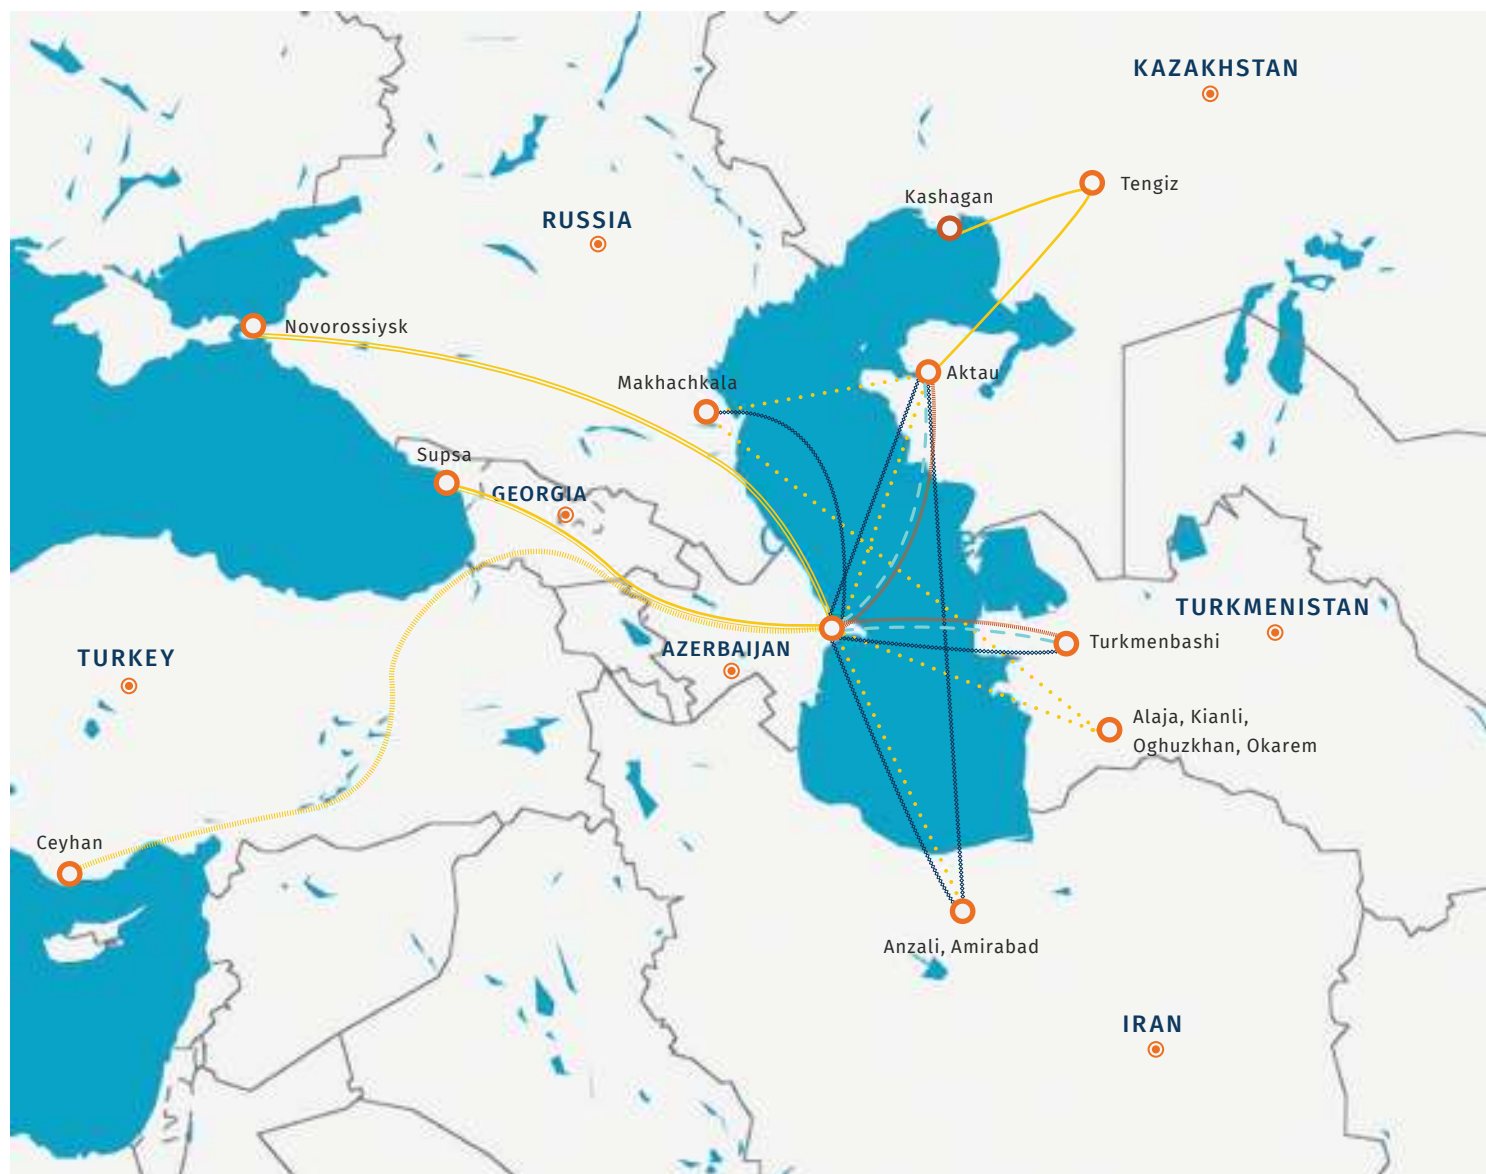 KAZAKHSTAN
Kashagan
Tengiz
RUSSIA
Novorossiysk
Makhachkala
Aktau
Supsa
GEORGIA
TURKMENISTAN
Turkmenbashi
AZERBAIJAN
TURKEY
Alaja, Kianli,
Oghuzkhan, Okarem
Ceyhan
Anzali, Amirabad
IRAN